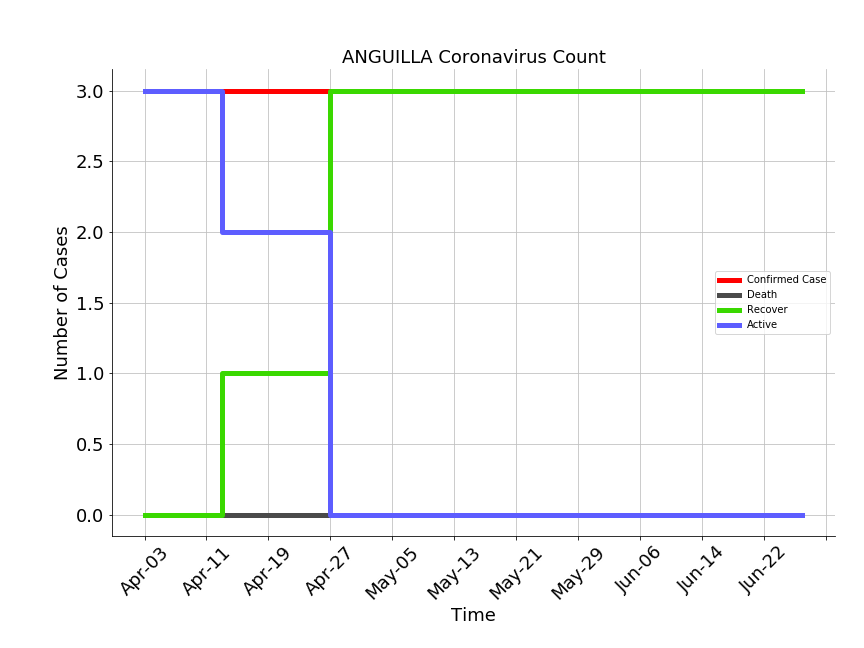 ANGUILLA Coronavirus Count
Number of Cases
3.0
2.5
2.0
1.5
1.0
0.5
0.0
Confirmed Case
Death
Recover
Active
Apr-03
Apr-11
Apr-19
Apr-27
May-05
May-13
May-21
May-29
Jun-06
Jun-14
Jun-22
Time